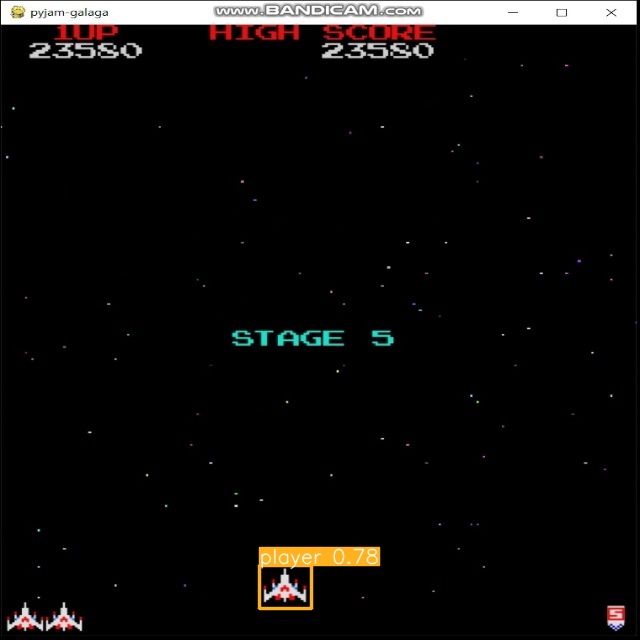 pyjam-galaga
www.BANDICAM.com
1UP HIGH SCORE
23580 23580
STAGE 5
player 0.78
5